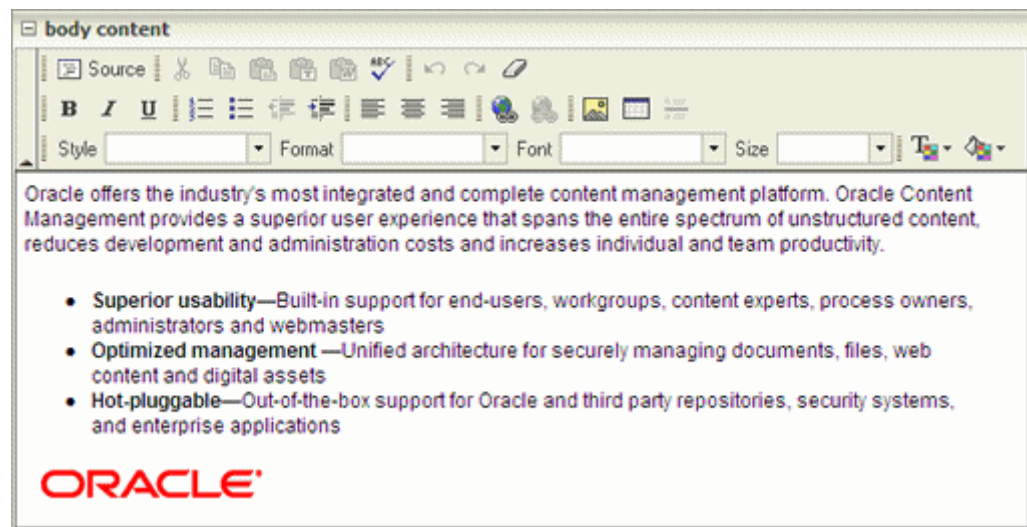 body content
Source ABC
B I U
Style Format Font Size
Oracle offers the industry's most integrated and complete content management platform. Oracle Content
Management provides a superior user experience that spans the entire spectrum of unstructured content,
reduces development and administration costs and increases individual and team productivity.
• Superior usability—Built-in support for end-users, workgroups, content experts, process owners,
administrators and webmasters
• Optimized management —Unified architecture for securely managing documents, files, web
content and digital assets
• Hot-pluggable—Out-of-the-box support for Oracle and third party repositories, security systems,
and enterprise applications
ORACLE